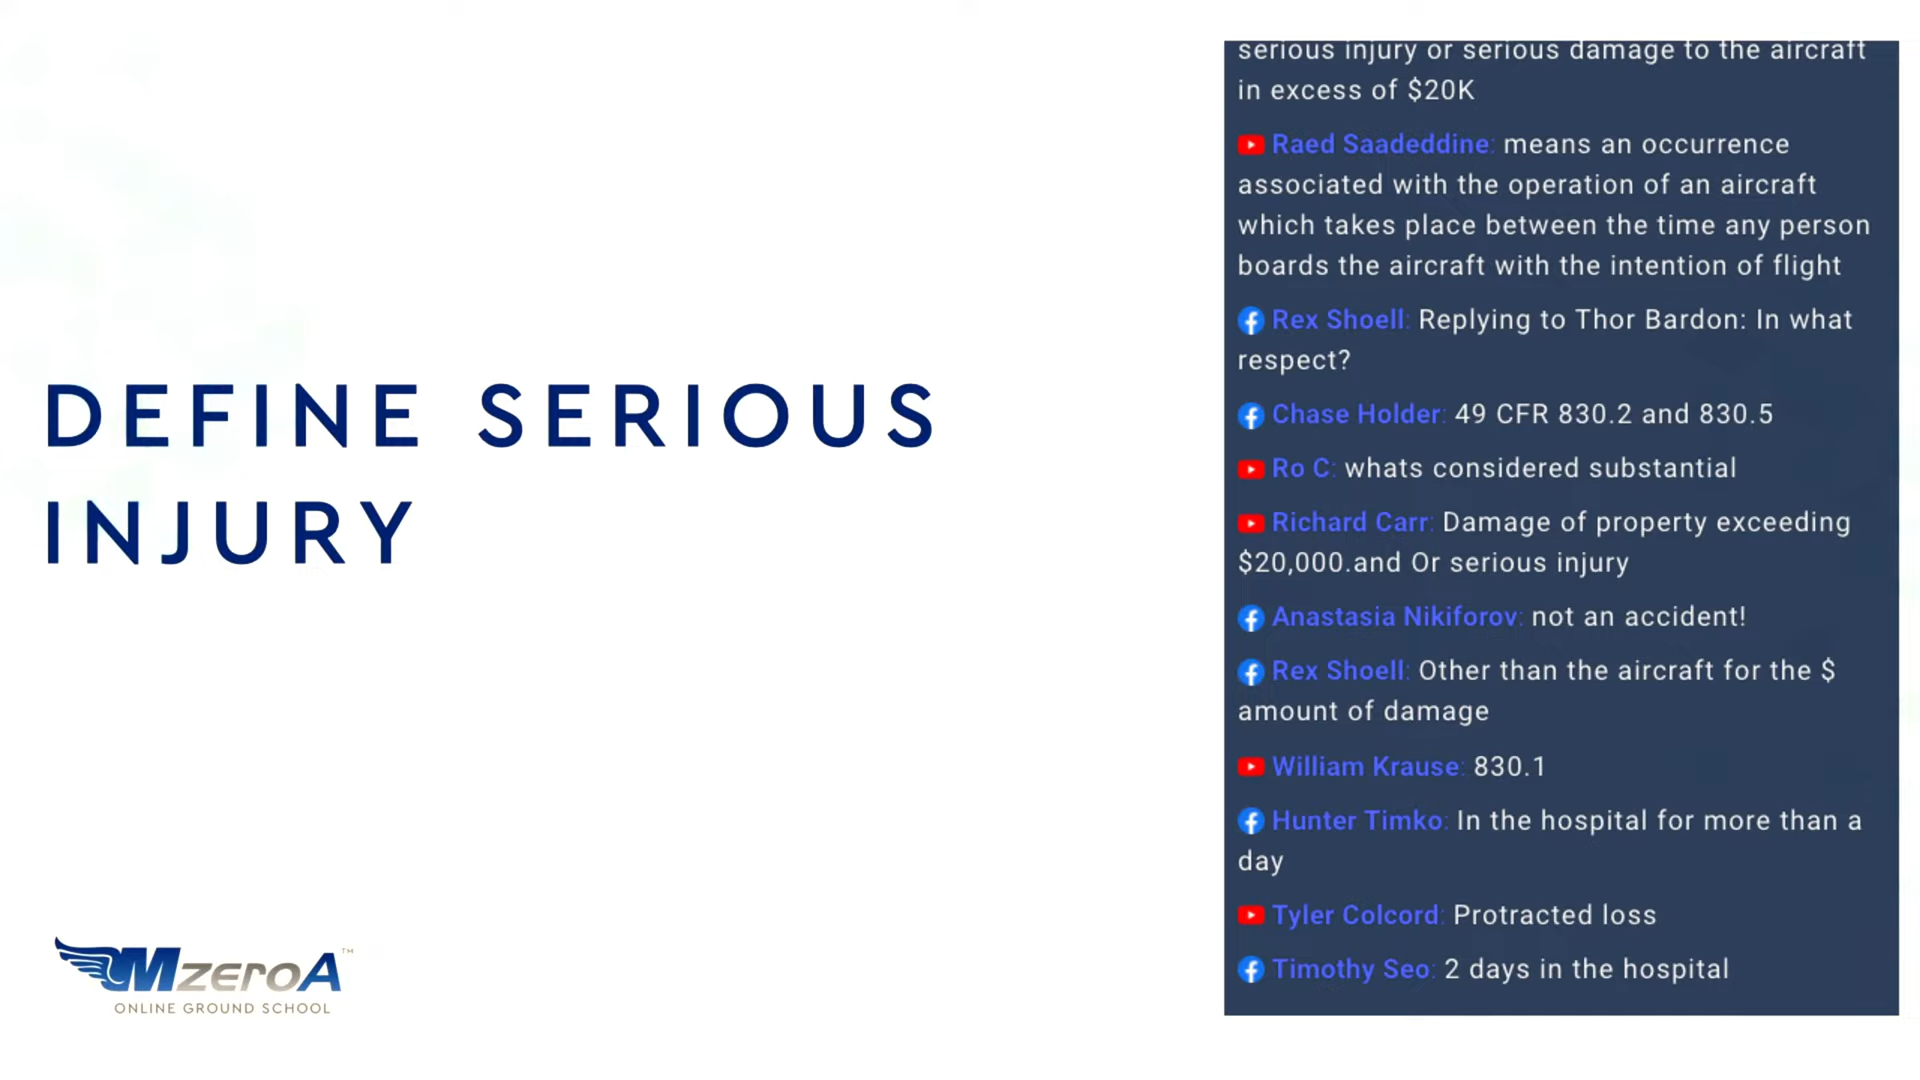 DEFINE SERIOUS
INJURY
MzeroA™
ONLINE GROUND SCHOOL
serious injury or serious damage to the aircraft
in excess of $20K
Raed Saadeddine: means an occurrence
associated with the operation of an aircraft
which takes place between the time any person
boards the aircraft with the intention of flight
Rex Shoell: Replying to Thor Bardon: In what
respect?
Chase Holder: 49 CFR 830.2 and 830.5
Ro C: whats considered substantial
Richard Carr: Damage of property exceeding
$20,000.and Or serious injury
Anastasia Nikiforov: not an accident!
Rex Shoell: Other than the aircraft for the $
amount of damage
William Krause: 830.1
Hunter Timko: In the hospital for more than a
day
Tyler Colcord: Protracted loss
Timothy Seo: 2 days in the hospital